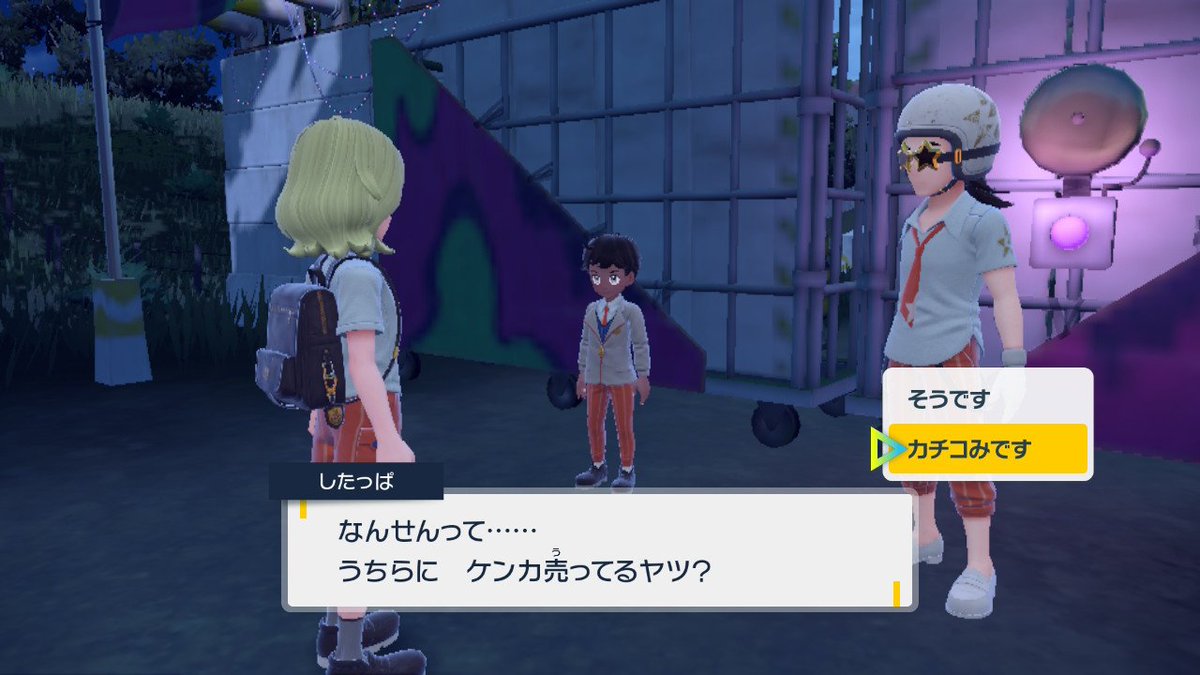 そうです
カチコみです
したっぱ
なんせんって……
うちらに ケンカ売ってるヤツ？